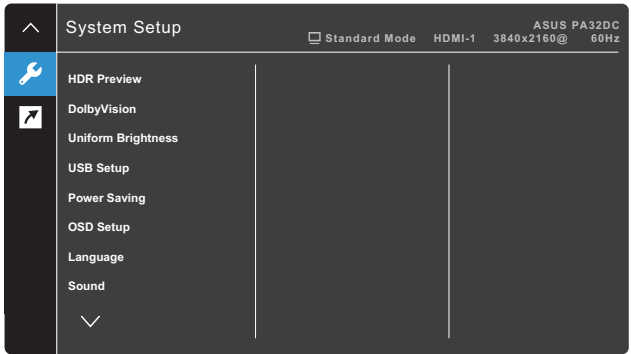 System Setup
ASUS PA32DC
Standard Mode HDMI-1 3840x2160@ 60Hz
HDR Preview
DolbyVision
Uniform Brightness
USB Setup
Power Saving
OSD Setup
Language
Sound